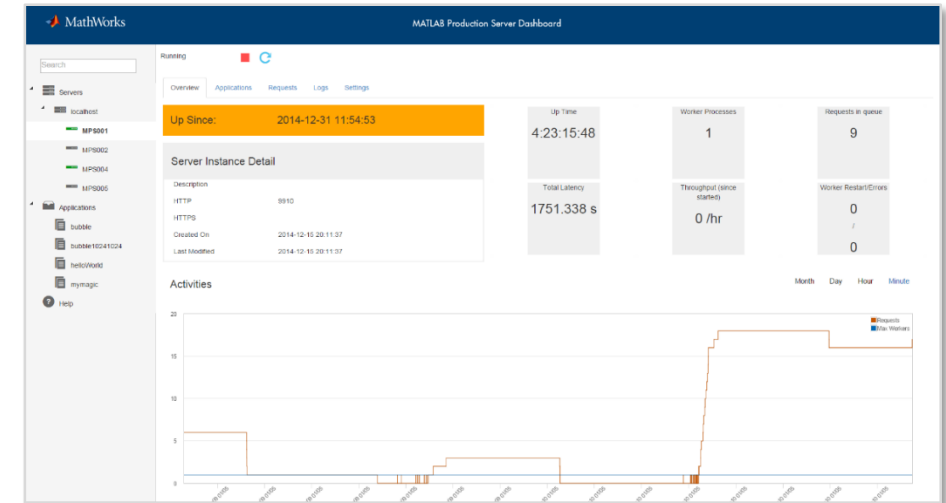 MathWorks
MATLAB Production Server Dashboard
Search
Running
Servers
localhost
MPS001
MPS002
MPS004
MPS005
Applications
bubble
bubble10241024
helloWorld
mymagic
Help
Overview Applications Requests Logs Settings
Up Since: 2014-12-31 11:54:53
Server Instance Detail
Description
HTTP 9910
HTTPS
Created On 2014-12-15 20:11:37
Last Modified 2014-12-15 20:11:37
Up Time
4:23:15:48
Worker Processes
1
Requests in queue
9
Total Latency
1751.338 s
Throughput (since
started)
0 /hr
Worker Restart/Errors
0
/
0
Activities
Month Day Hour Minute
Requests
Max Workers
20
15
10
5
0